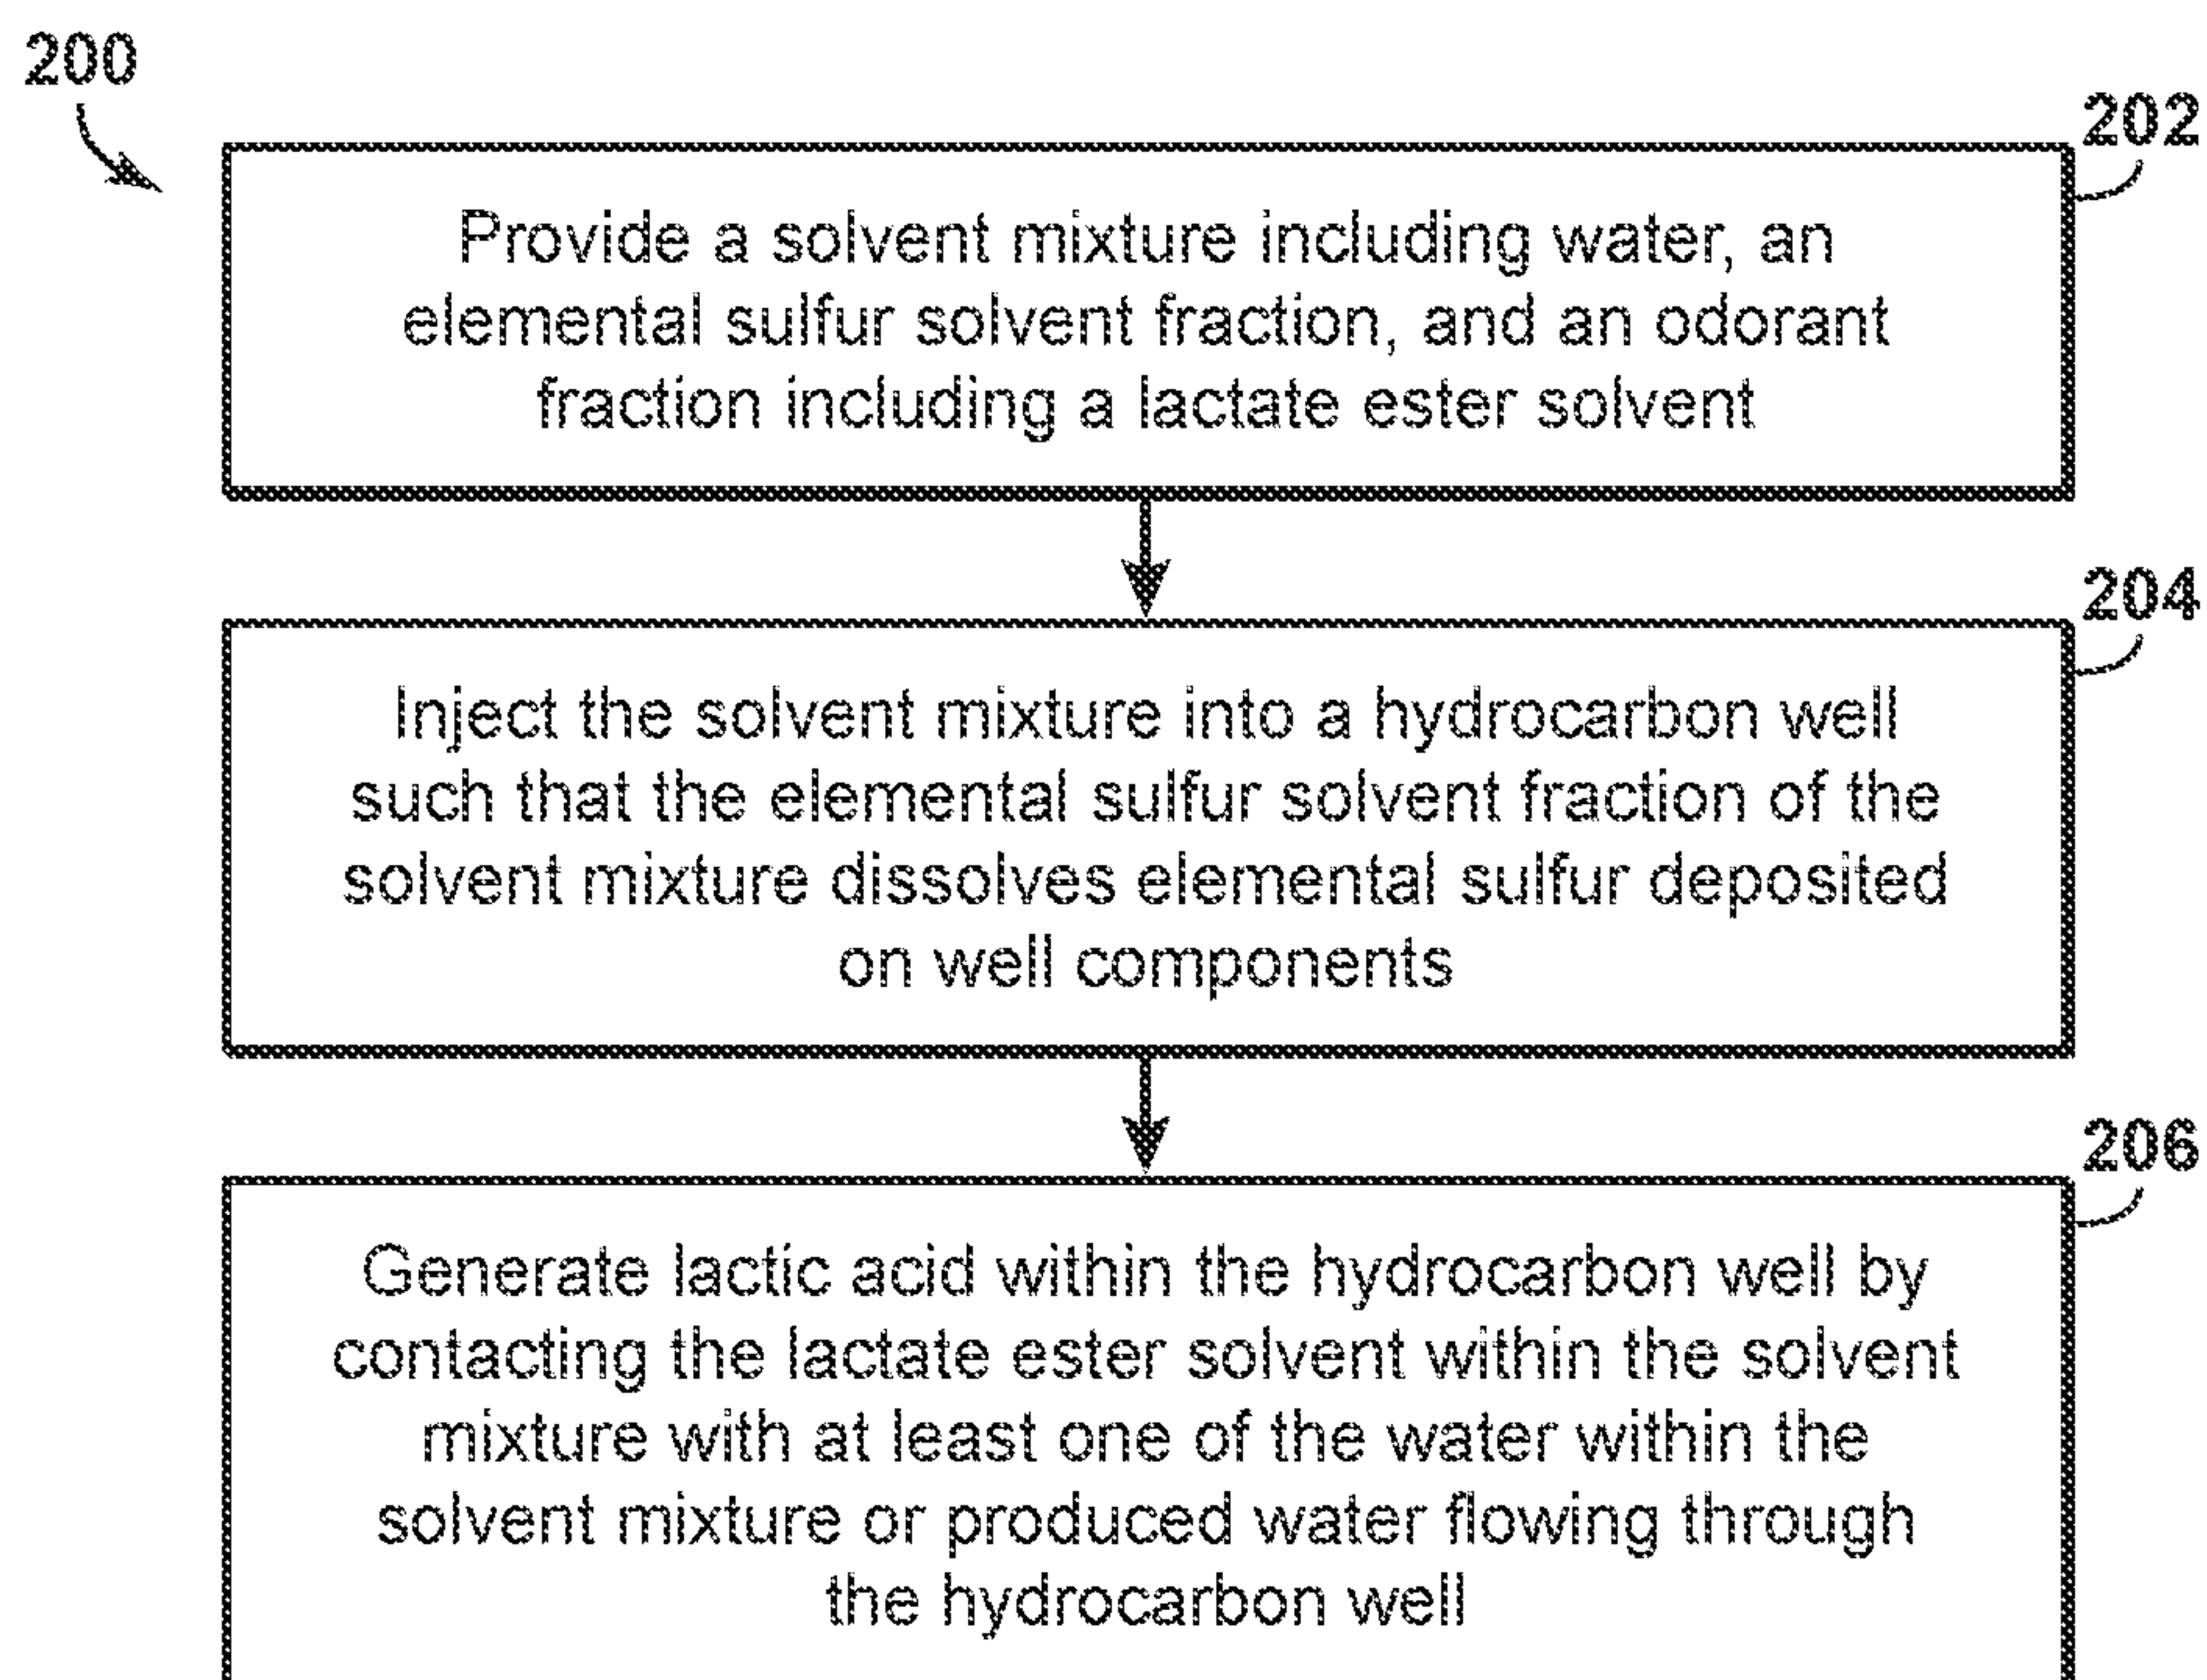 200
202
Provide a solvent mixture including water, an
elemental sulfur solvent fraction, and an odorant
fraction including a lactate ester solvent
204
Inject the solvent mixture into a hydrocarbon well
such that the elemental sulfur solvent fraction of the
solvent mixture dissolves elemental sulfur deposited
on well components
206
Generate lactic acid within the hydrocarbon well by
contacting the lactate ester solvent within the solvent
mixture with at least one of the water within the
solvent mixture or produced water flowing through
the hydrocarbon well